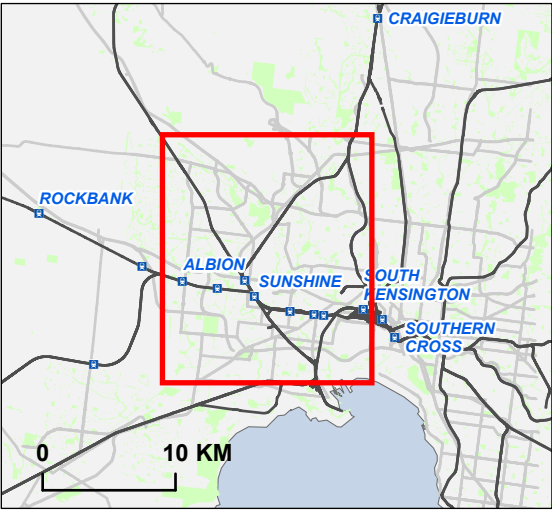 CRAIGIEBURN
ROCKBANK
ALBION
SUNSHINE
SOUTH
KENSINGTON
SOUTHERN
CROSS
0 10 KM